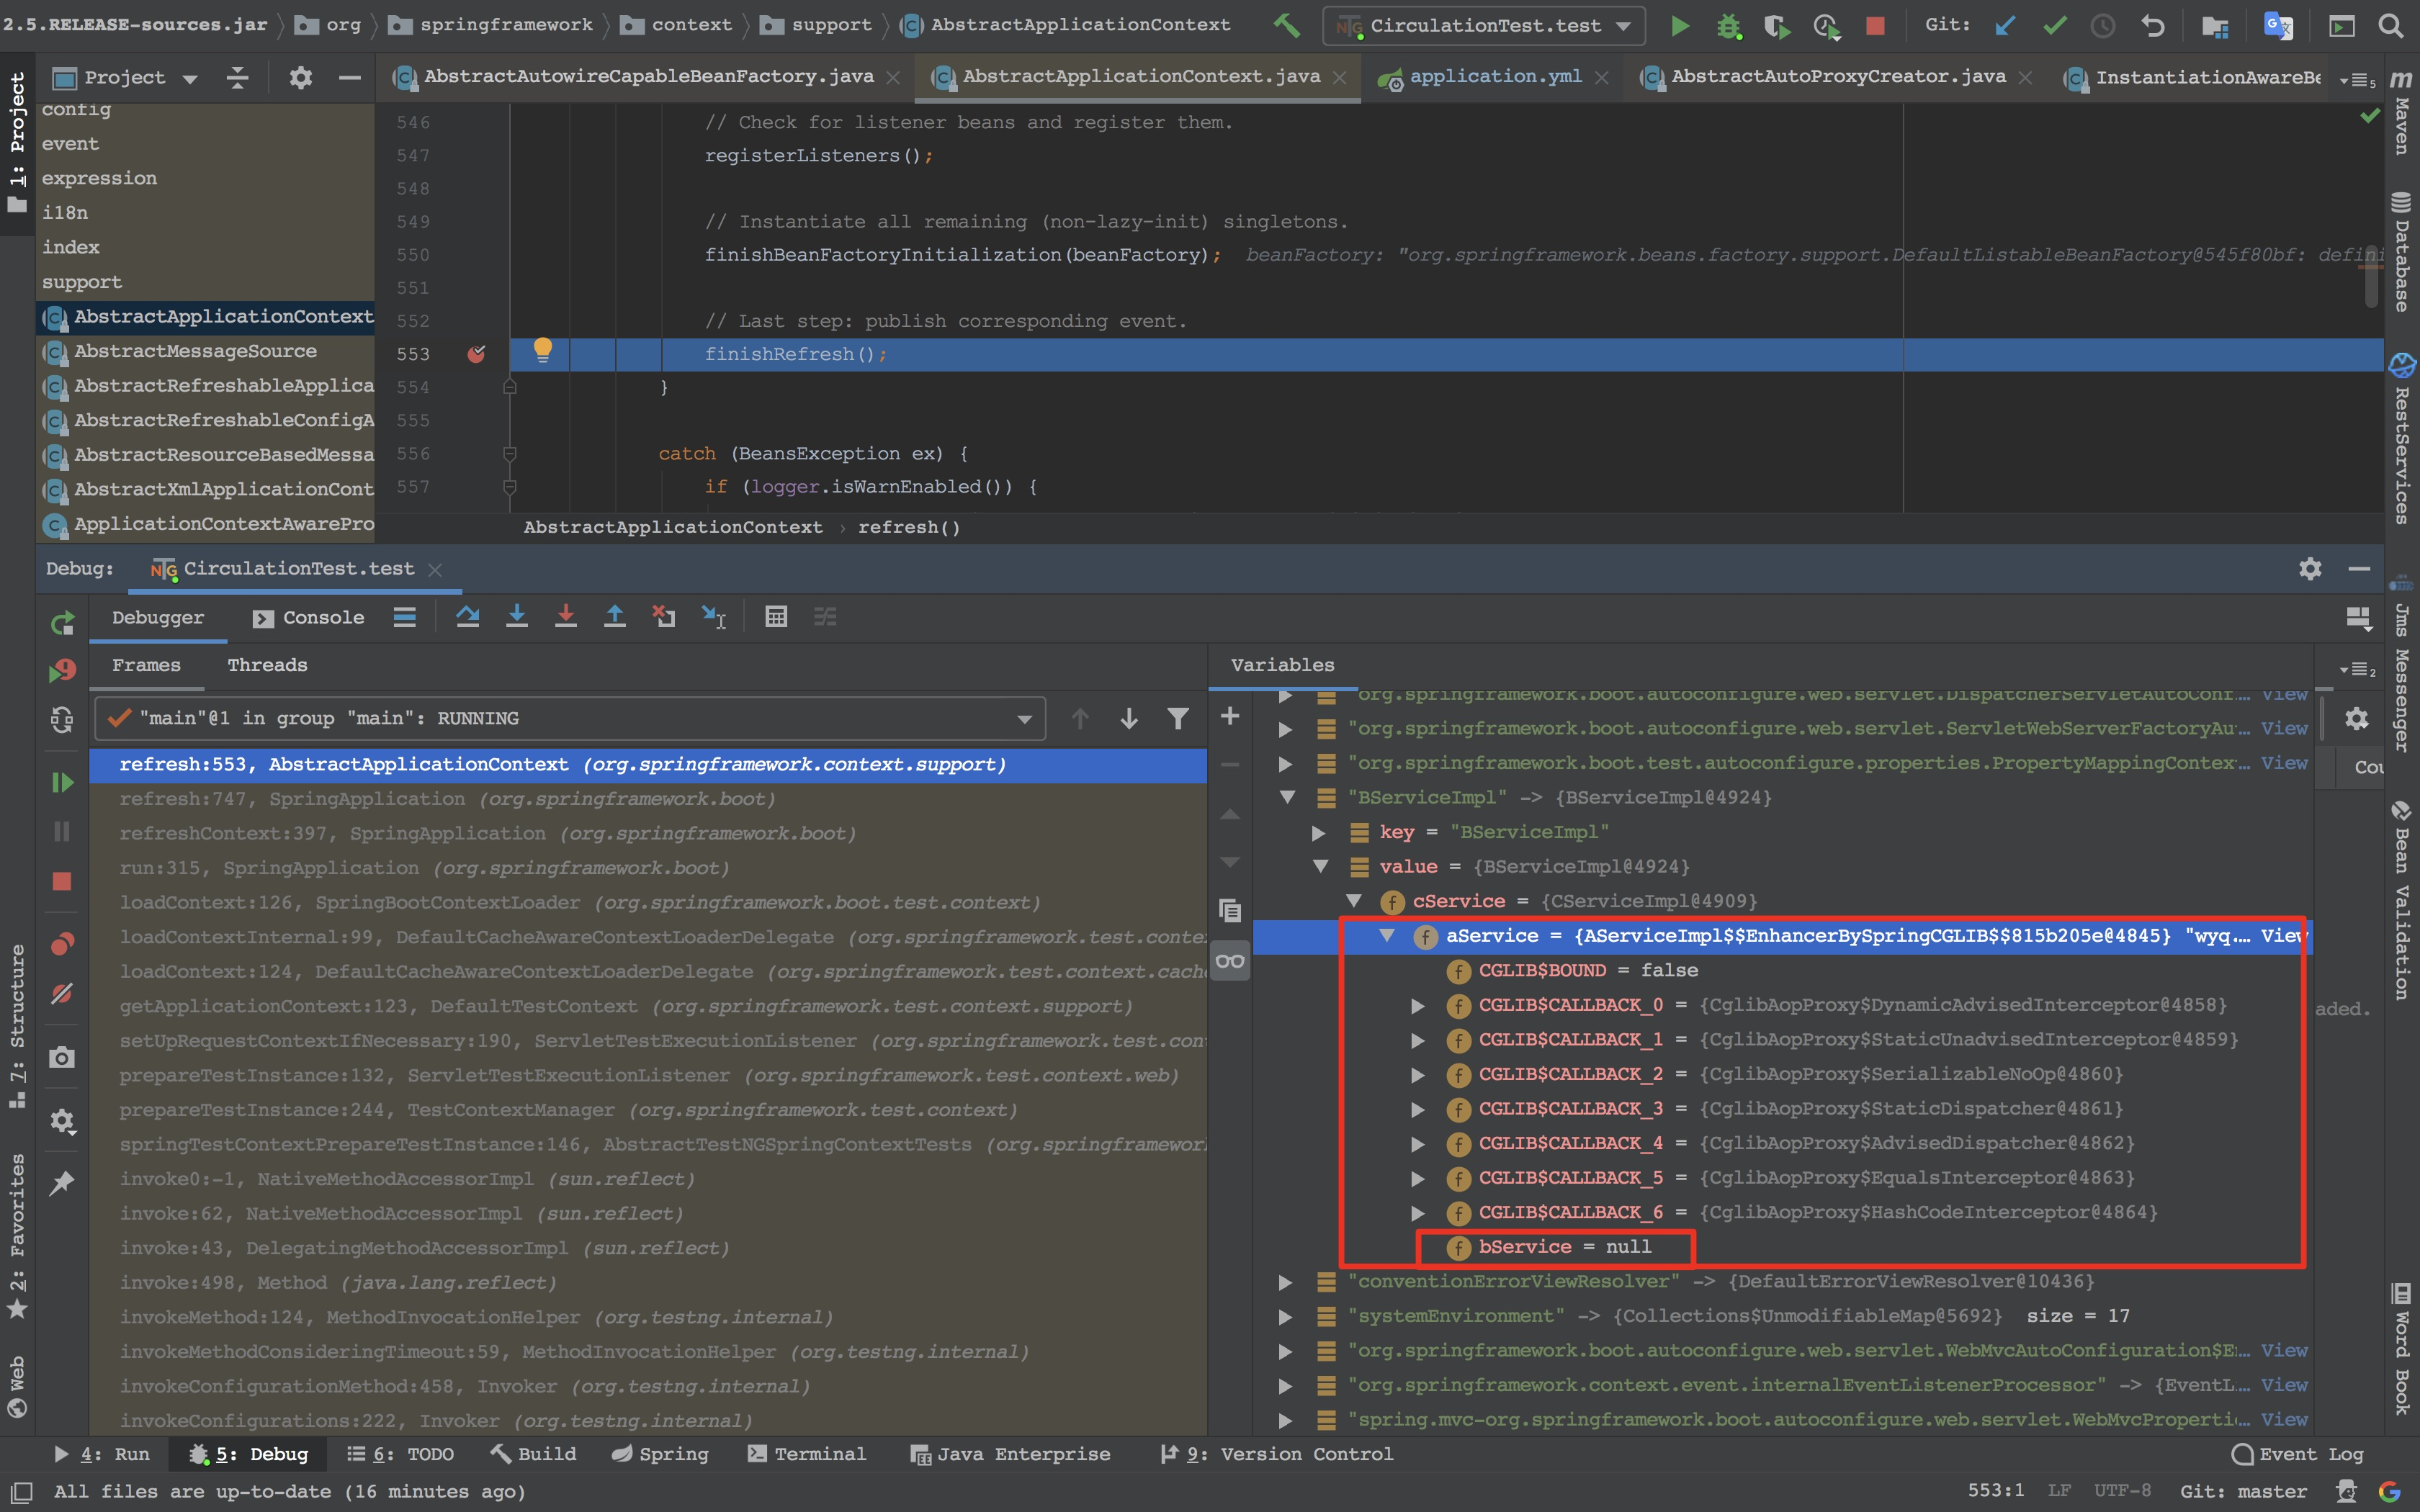 2.5.RELEASE-sources.jar org springframework context support AbstractApplicationContext CirculationTest.test Git:
Project AbstractAutowireCapableBeanFactory.java AbstractApplicationContext.java application.yml AbstractAutoProxyCreator.java InstantiationAwareBe 5
config
event
expression
i18n
index
support
AbstractApplicationContext
AbstractMessageSource
AbstractRefreshableApplica
AbstractRefreshableConfigA
AbstractResourceBasedMessa
AbstractXmlApplicationCont
ApplicationContextAwarePro
546 // Check for listener beans and register them.
547 registerListeners();
548
549 // Instantiate all remaining (non-lazy-init) singletons.
550 finishBeanFactoryInitialization(beanFactory); beanFactory: "org.springframework.beans.factory.support.DefaultListableBeanFactory@545f80bf: defini
551
552 // Last step: publish corresponding event.
553 finishRefresh();
554 }
555
556 catch (BeansException ex) {
557 if (logger.isWarnEnabled()) {
AbstractApplicationContext › refresh()
Debug: CirculationTest.test
Debugger Console
Frames Threads
"main"@1 in group "main": RUNNING
refresh:553, AbstractApplicationContext (org.springframework.context.support)
refresh:747, SpringApplication (org.springframework.boot)
refreshContext:397, SpringApplication (org.springframework.boot)
run:315, SpringApplication (org.springframework.boot)
loadContext:126, SpringBootContextLoader (org.springframework.boot.test.context)
loadContextInternal:99, DefaultCacheAwareContextLoaderDelegate (org.springframework.test.conte
loadContext:124, DefaultCacheAwareContextLoaderDelegate (org.springframework.test.context.cach
getApplicationContext:123, DefaultTestContext (org.springframework.test.context.support)
setUpRequestContextIfNecessary:190, ServletTestExecutionListener (org.springframework.test.con
prepareTestInstance:132, ServletTestExecutionListener (org.springframework.test.context.web)
prepareTestInstance:244, TestContextManager (org.springframework.test.context)
springTestContextPrepareTestInstance:146, AbstractTestNGSpringContextTests (org.springframewor
invoke0:-1, NativeMethodAccessorImpl (sun.reflect)
invoke:62, NativeMethodAccessorImpl (sun.reflect)
invoke:43, DelegatingMethodAccessorImpl (sun.reflect)
invoke:498, Method (java.lang.reflect)
invokeMethod:124, MethodInvocationHelper (org.testng.internal)
invokeMethodConsideringTimeout:59, MethodInvocationHelper (org.testng.internal)
invokeConfigurationMethod:458, Invoker (org.testng.internal)
invokeConfigurations:222, Invoker (org.testng.internal)
Variables
2
"org.springframework.boot.autoconfigure.web.servlet.DispatcherServletAutoConf... View
"org.springframework.boot.autoconfigure.web.servlet.ServletWebServerFactoryAu... View
"org.springframework.boot.test.autoconfigure.properties.PropertyMappingContex... View
"BServiceImpl" -> {BServiceImpl@4924}
key = "BServiceImpl"
value = {BServiceImpl@4924}
cService = {CServiceImpl@4909}
aService = {AServiceImpl$$EnhancerBySpringCGLIB$$815b205e@4845} "wyq.... View
CGLIB$BOUND = false
CGLIB$CALLBACK_0 = {CglibAopProxy$DynamicAdvisedInterceptor@4858}
CGLIB$CALLBACK_1 = {CglibAopProxy$StaticUnadvisedInterceptor@4859}
CGLIB$CALLBACK_2 = {CglibAopProxy$SerializableNoOp@4860}
CGLIB$CALLBACK_3 = {CglibAopProxy$StaticDispatcher@4861}
CGLIB$CALLBACK_4 = {CglibAopProxy$AdvisedDispatcher@4862}
CGLIB$CALLBACK_5 = {CglibAopProxy$EqualsInterceptor@4863}
CGLIB$CALLBACK_6 = {CglibAopProxy$HashCodeInterceptor@4864}
bService = null
"conventionErrorViewResolver" -> {DefaultErrorViewResolver@10436}
"systemEnvironment" -> {Collections$UnmodifiableMap@5692} size = 17
"org.springframework.boot.autoconfigure.web.servlet.WebMvcAutoConfiguration$E... View
"org.springframework.context.event.internalEventListenerProcessor" -> {EventL... View
"spring.mvc-org.springframework.boot.autoconfigure.web.servlet.WebMvcProperti... View
Cou
aded.
1: Project
7: Structure
2: Favorites
Web
Maven
Database
RestServices
Jms Messenger
Bean Validation
Word Book
4: Run 5: Debug 6: TODO Build Spring Terminal Java Enterprise 9: Version Control Event Log
All files are up-to-date (16 minutes ago) 553:1 LF UTF-8 Git: master